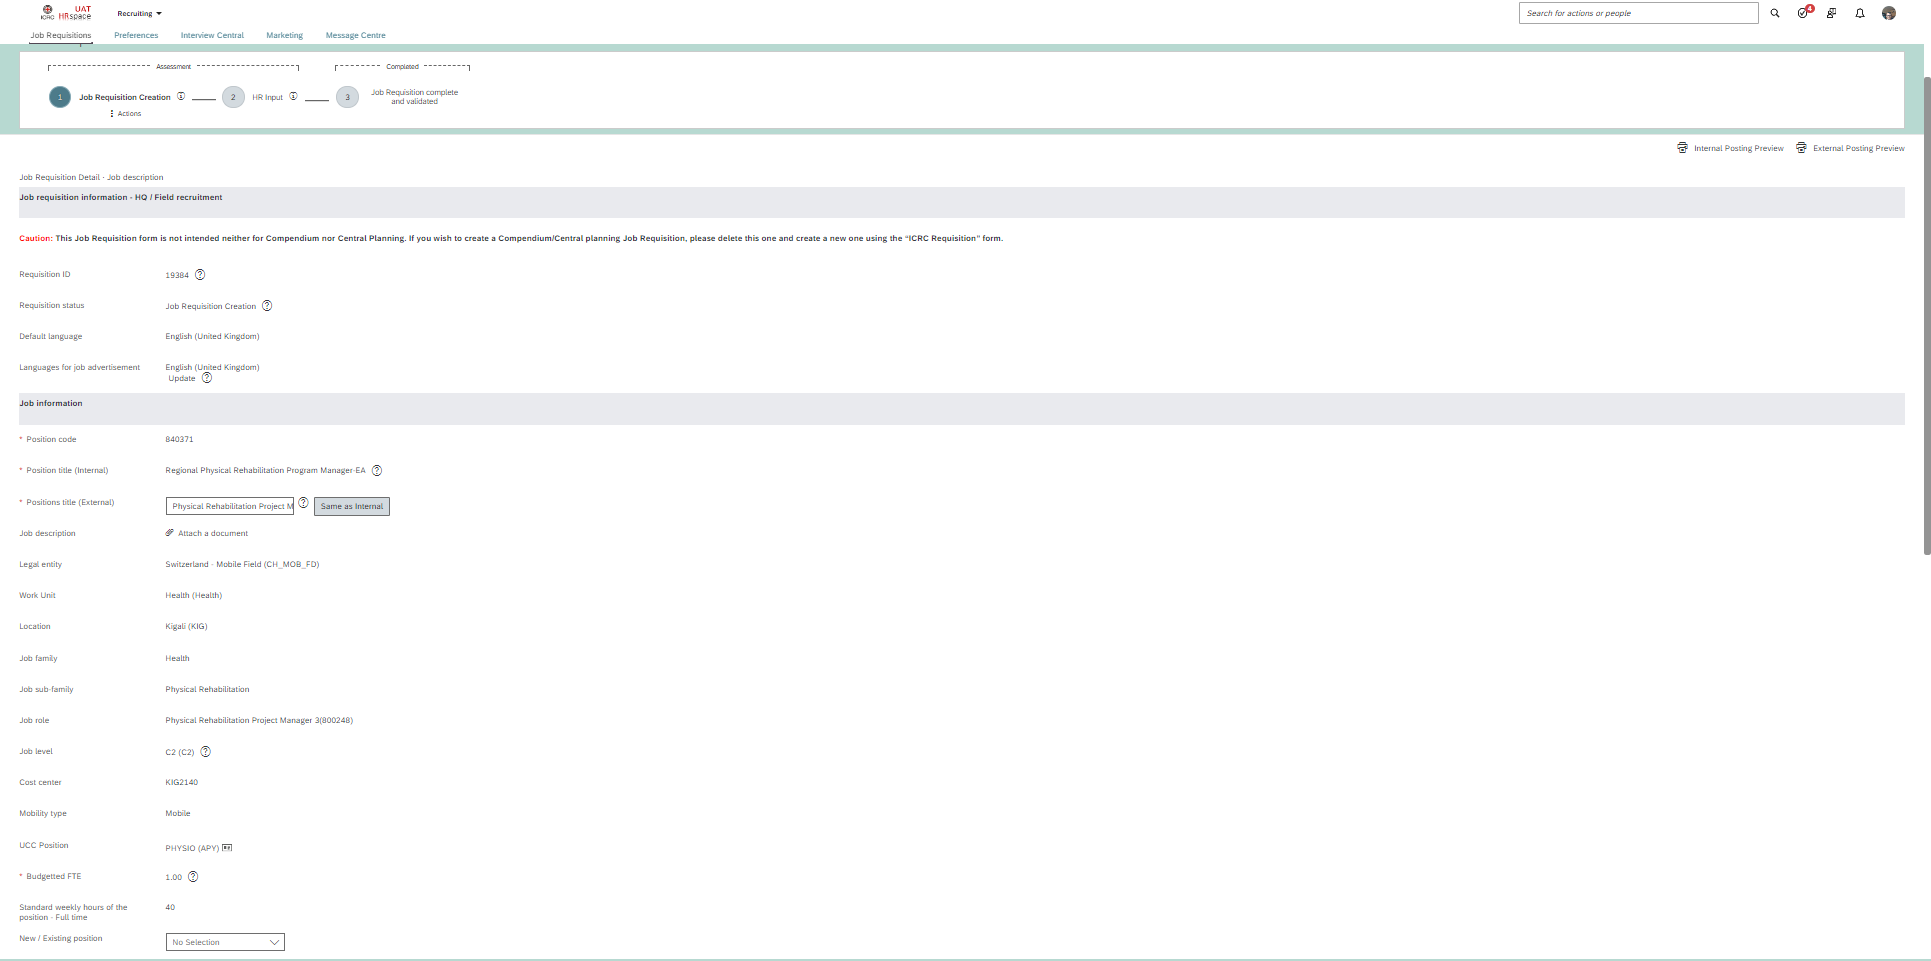 ICRC
UAT
HRspace
Recruiting
Search for actions or people
4
Job Requisitions
Preferences
Interview Central
Marketing
Message Centre
Assessment
Completed
1
Job Requisition Creation
2
HR Input
3
Job Requisition complete
and validated
Actions
Internal Posting Preview
External Posting Preview
Job Requisition Detail - Job description
Job requisition information - HQ / Field recruitment
Caution: This Job Requisition form is not intended neither for Compendium nor Central Planning. If you wish to create a Compendium/Central planning Job Requisition, please delete this one and create a new one using the “ICRC Requisition” form.
Requisition ID 19384 ?
Requisition status Job Requisition Creation ?
Default language English (United Kingdom)
Languages for job advertisement English (United Kingdom)
Update ?
Job information
* Position code 840371
* Position title (Internal) Regional Physical Rehabilitation Program Manager-EA ?
* Positions title (External) Physical Rehabilitation Project M ? Same as Internal
Job description Attach a document
Legal entity Switzerland - Mobile Field (CH_MOB_FD)
Work Unit Health (Health)
Location Kigali (KIG)
Job family Health
Job sub-family Physical Rehabilitation
Job role Physical Rehabilitation Project Manager 3(800248)
Job level C2 (C2) ?
Cost center KIG2140
Mobility type Mobile
UCC Position PHYSIO (APY)
* Budgetted FTE 1.00 ?
Standard weekly hours of the 40
position - Full time
New / Existing position No Selection